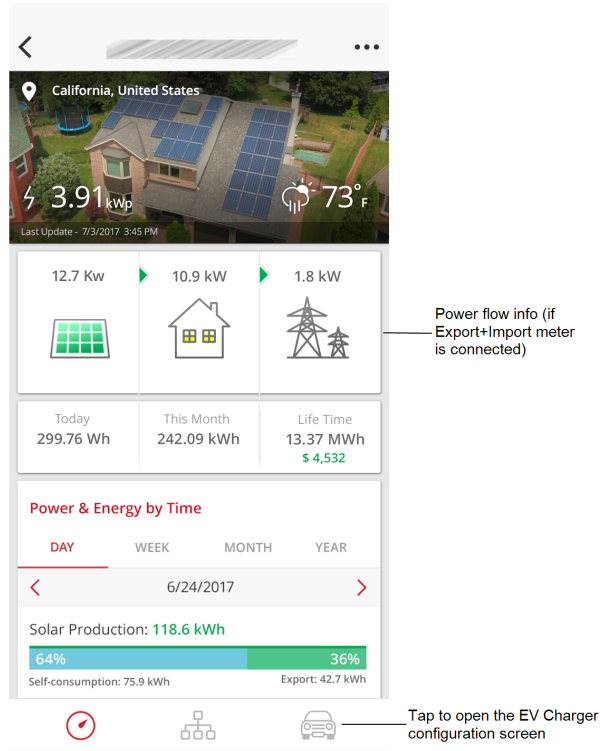 California, United States
3.91kWp
73°F
Last Update - 7/3/2017 3:45 PM
12.7 Kw
10.9 kW
1.8 kW
Power flow info (if
Export+Import meter
is connected)
Today
This Month
Life Time
299.76 Wh
242.09 kWh
13.37 MWh
$ 4,532
Power & Energy by Time
DAY
WEEK
MONTH
YEAR
6/24/2017
Solar Production: 118.6 kWh
64%
36%
Self-consumption: 75.9 kWh
Export: 42.7 kWh
Tap to open the EV Charger
configuration screen